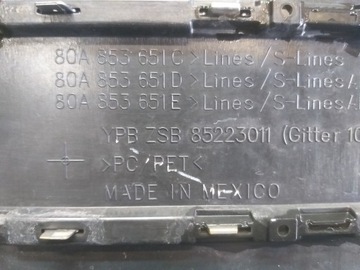 80A 853 651 C >Lines/S-Lines
80A 853 651 D >Lines/S-Lines/
80A 853 651 E >Lines/S-Lines/
YPB ZSB 85223011 (Gitter 10
>PC/PET<
MADE IN MEXICO